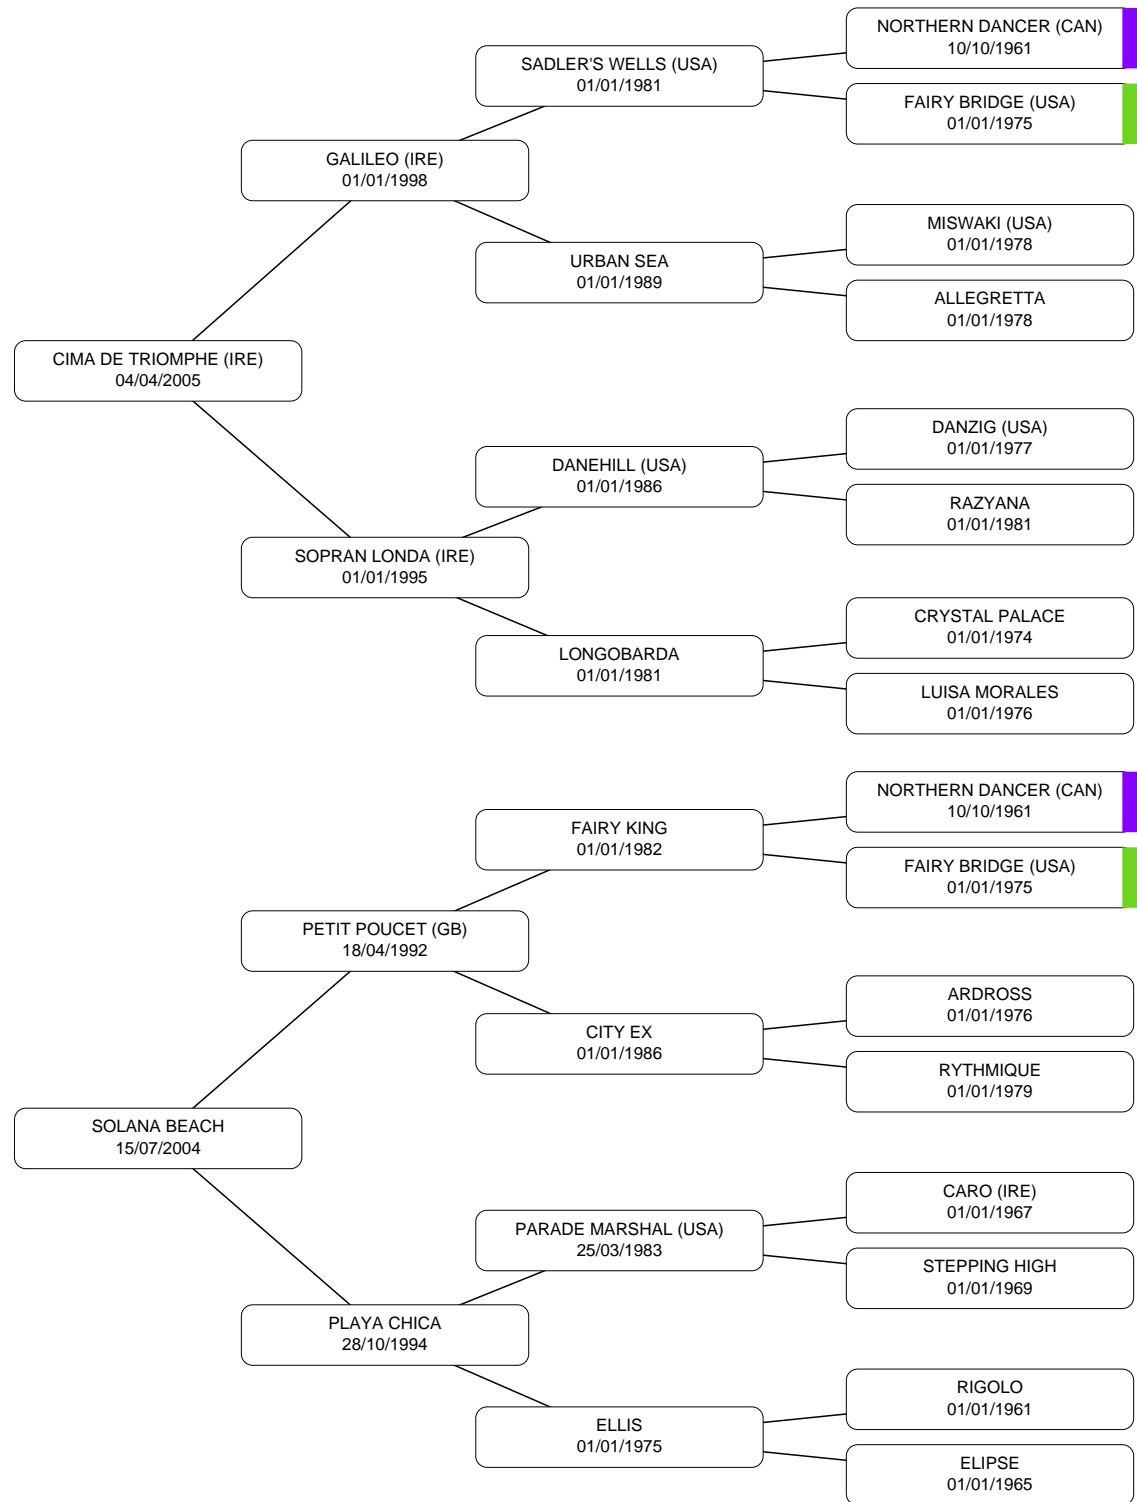 NORTHERN DANCER (CAN)
10/10/1961
SADLER'S WELLS (USA)
01/01/1981
FAIRY BRIDGE (USA)
01/01/1975
GALILEO (IRE)
01/01/1998
MISWAKI (USA)
01/01/1978
URBAN SEA
01/01/1989
ALLEGRETTA
01/01/1978
CIMA DE TRIOMPHE (IRE)
04/04/2005
DANZIG (USA)
01/01/1977
DANEHILL (USA)
01/01/1986
RAZYANA
01/01/1981
SOPRAN LONDA (IRE)
01/01/1995
CRYSTAL PALACE
01/01/1974
LONGOBARDA
01/01/1981
LUISA MORALES
01/01/1976
NORTHERN DANCER (CAN)
10/10/1961
FAIRY KING
01/01/1982
FAIRY BRIDGE (USA)
01/01/1975
PETIT POUCET (GB)
18/04/1992
ARDROSS
01/01/1976
CITY EX
01/01/1986
RYTHMIQUE
01/01/1979
SOLANA BEACH
15/07/2004
CARO (IRE)
01/01/1967
PARADE MARSHAL (USA)
25/03/1983
STEPPING HIGH
01/01/1969
PLAYA CHICA
28/10/1994
RIGOLO
01/01/1961
ELLIS
01/01/1975
ELIPSE
01/01/1965